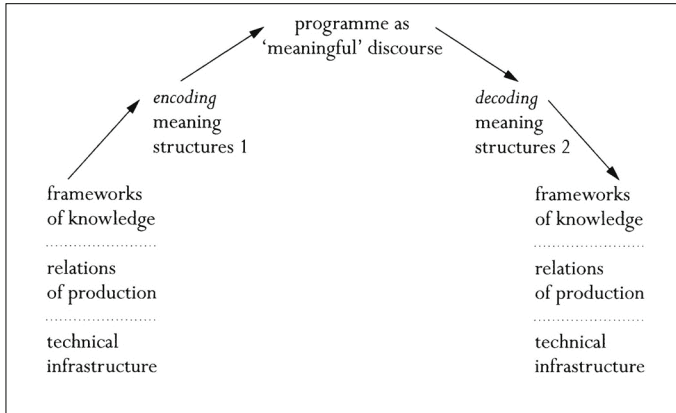 programme as
‘meaningful’ discourse
encoding
meaning
structures 1
decoding
meaning
structures 2
frameworks
of knowledge
relations
of production
technical
infrastructure
frameworks
of knowledge
relations
of production
technical
infrastructure